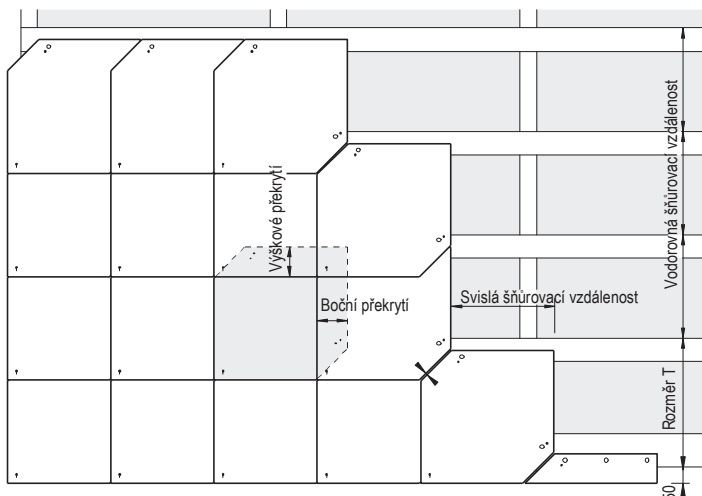 Výškové překrytí
Vodorovná šňůrovací vzdálenost
Boční překrytí
Svislá šňůrovací vzdálenost
Rozměr T